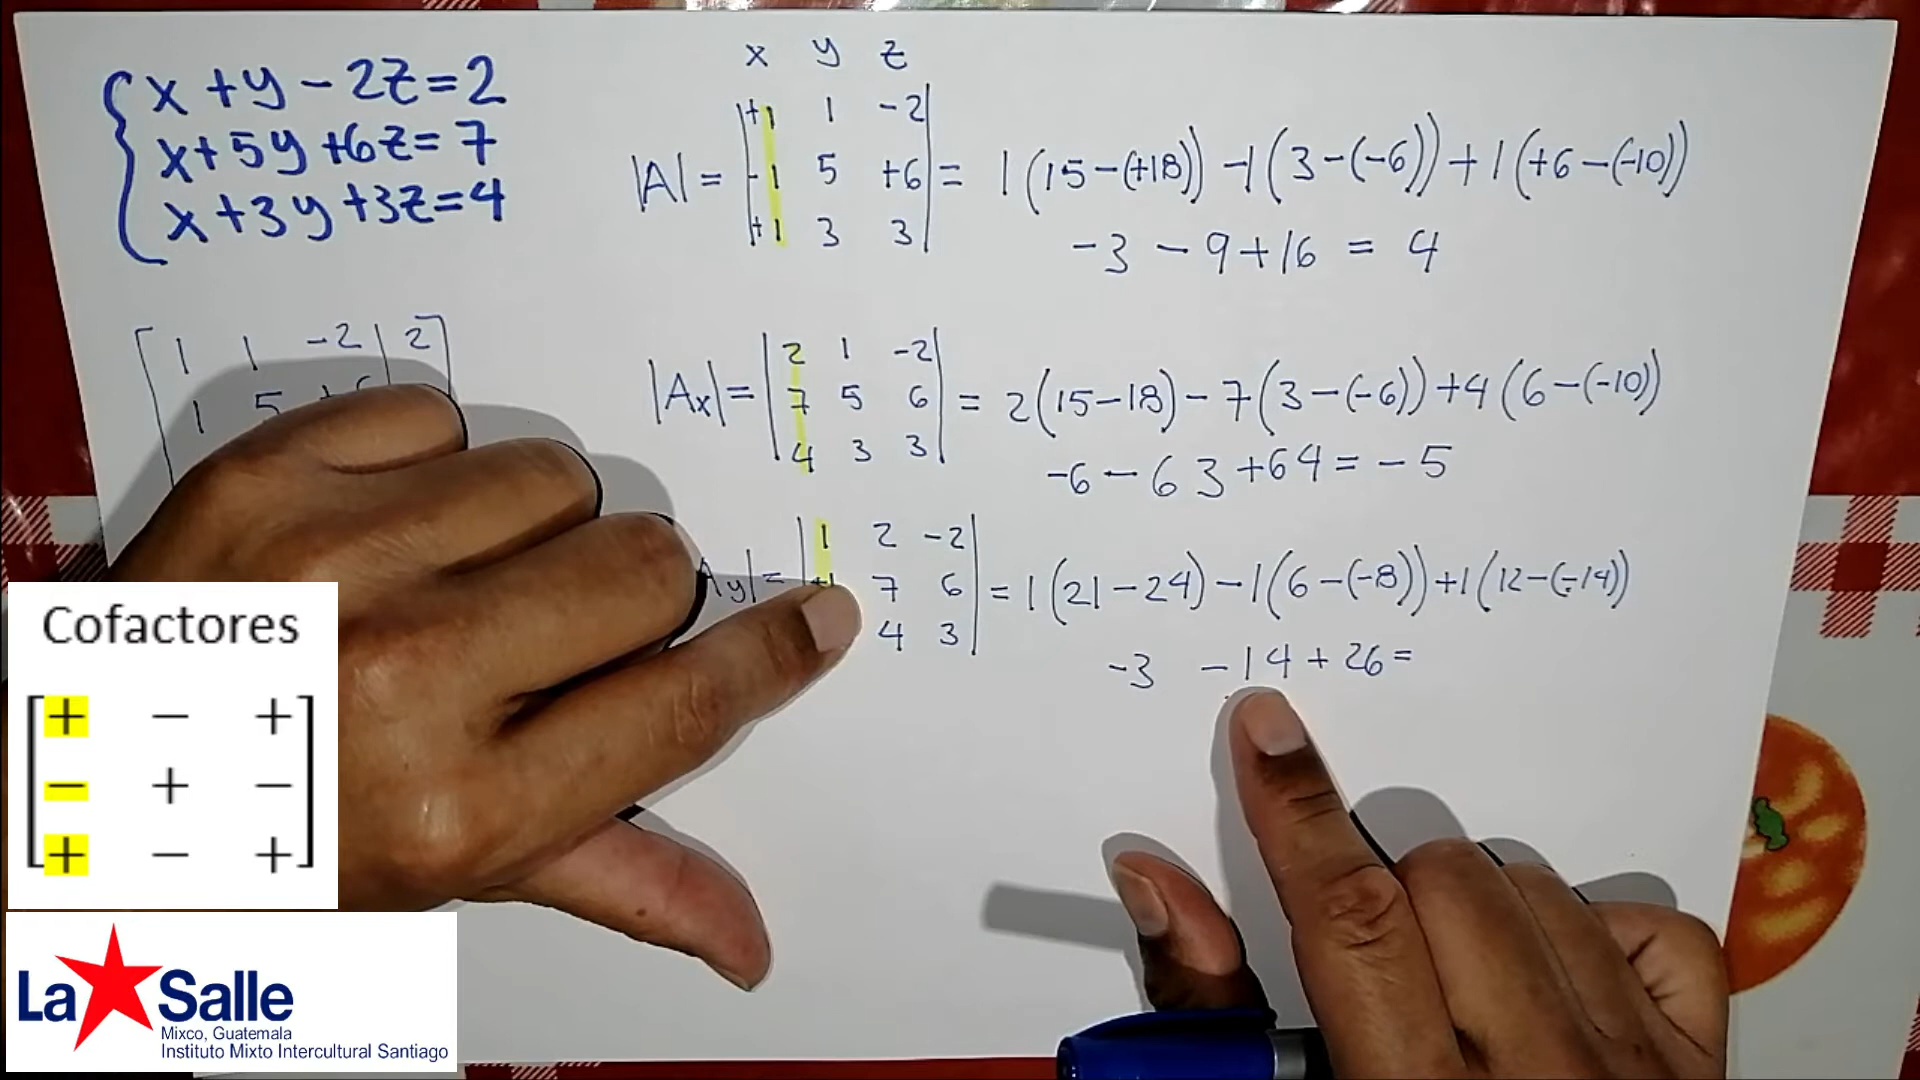 x + y - 2z = 2
x + 5y + 6z = 7
x + 3y + 3z = 4
1 1 -2 | 2
1 5
x y z
|A| = | +1 1 -2 |
| -1 5 +6 | = 1(15-(+18)) -1(3-(-6)) +1(+6-(-10))
| +1 3 3 |
-3 - 9 + 16 = 4
|Ax| = | 2 1 -2 |
| 7 5 6 | = 2(15-18) - 7(3-(-6)) + 4(6-(-10))
| 4 3 3 |
-6 - 63 + 64 = -5
Ay| = | 1 2 -2 |
7 6 | = 1(21-24) - 1(6-(-8)) + 1(12-(-14))
4 3 |
-3 -14 + 26 =
Cofactores
+ - +
- + -
+ - +
La Salle
Mixco, Guatemala
Instituto Mixto Intercultural Santiago